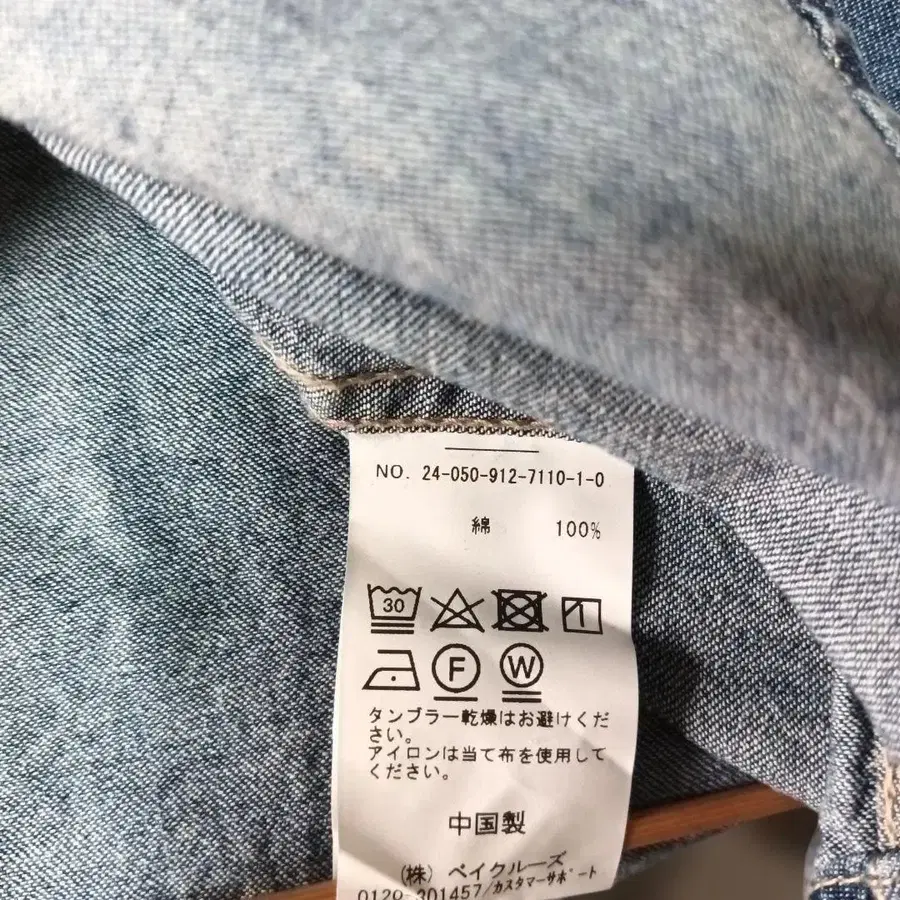 NO. 24-050-912-7110-1-0
綿 100%
30
F W
タンブラー乾燥はお避けくだ
さい。
アイロンは当て布を使用して
ください。
中国製
(株) ベイクルーズ
0120-301457/カスタマーサポート